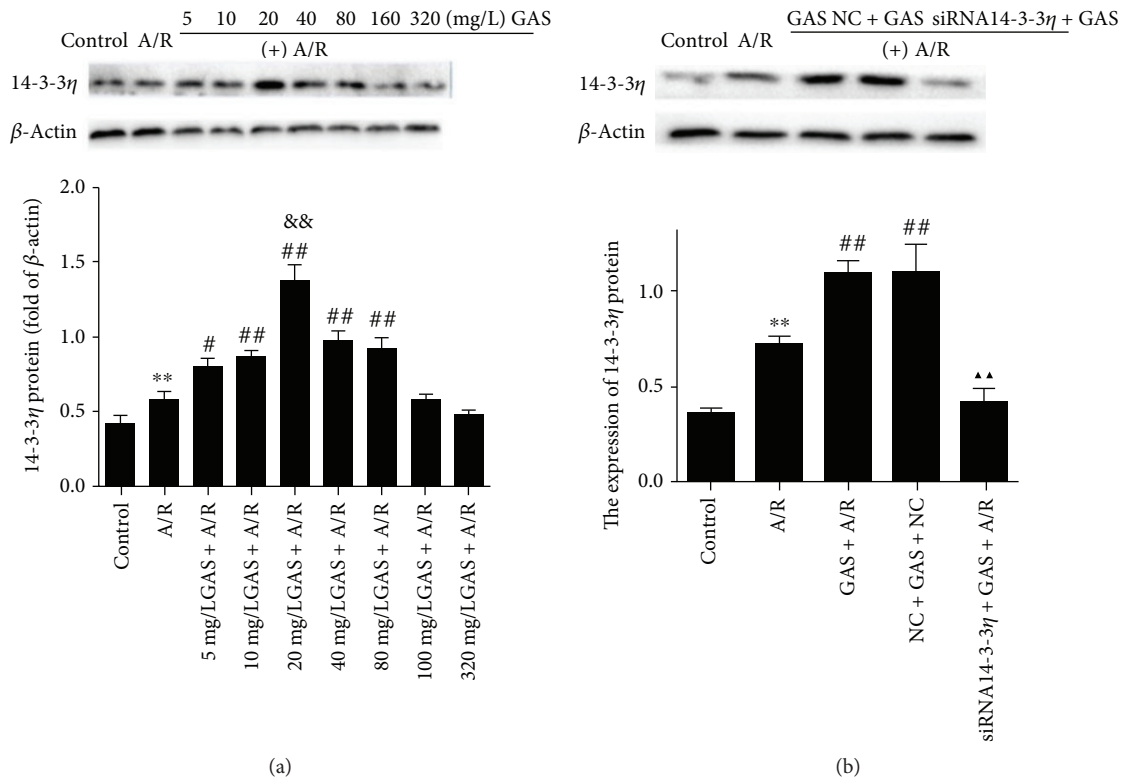 5 10 20 40 80 160 320 (mg/L) GAS
Control A/R
(+) A/R
14-3-3η
β-Actin
14-3-3η protein (fold of β-actin)
2.0
1.5
1.0
0.5
0.0
**
#
##
&&
##
##
##
Control
A/R
5 mg/LGAS + A/R
10 mg/LGAS + A/R
20 mg/LGAS + A/R
40 mg/LGAS + A/R
80 mg/LGAS + A/R
100 mg/LGAS + A/R
320 mg/LGAS + A/R
(a)
GAS NC + GAS siRNA14-3-3η + GAS
Control A/R
(+) A/R
14-3-3η
β-Actin
The expression of 14-3-3η protein
1.0
0.5
0.0
**
##
##
▲▲
Control
A/R
GAS + A/R
NC + GAS + NC
siRNA14-3-3η + GAS + A/R
(b)